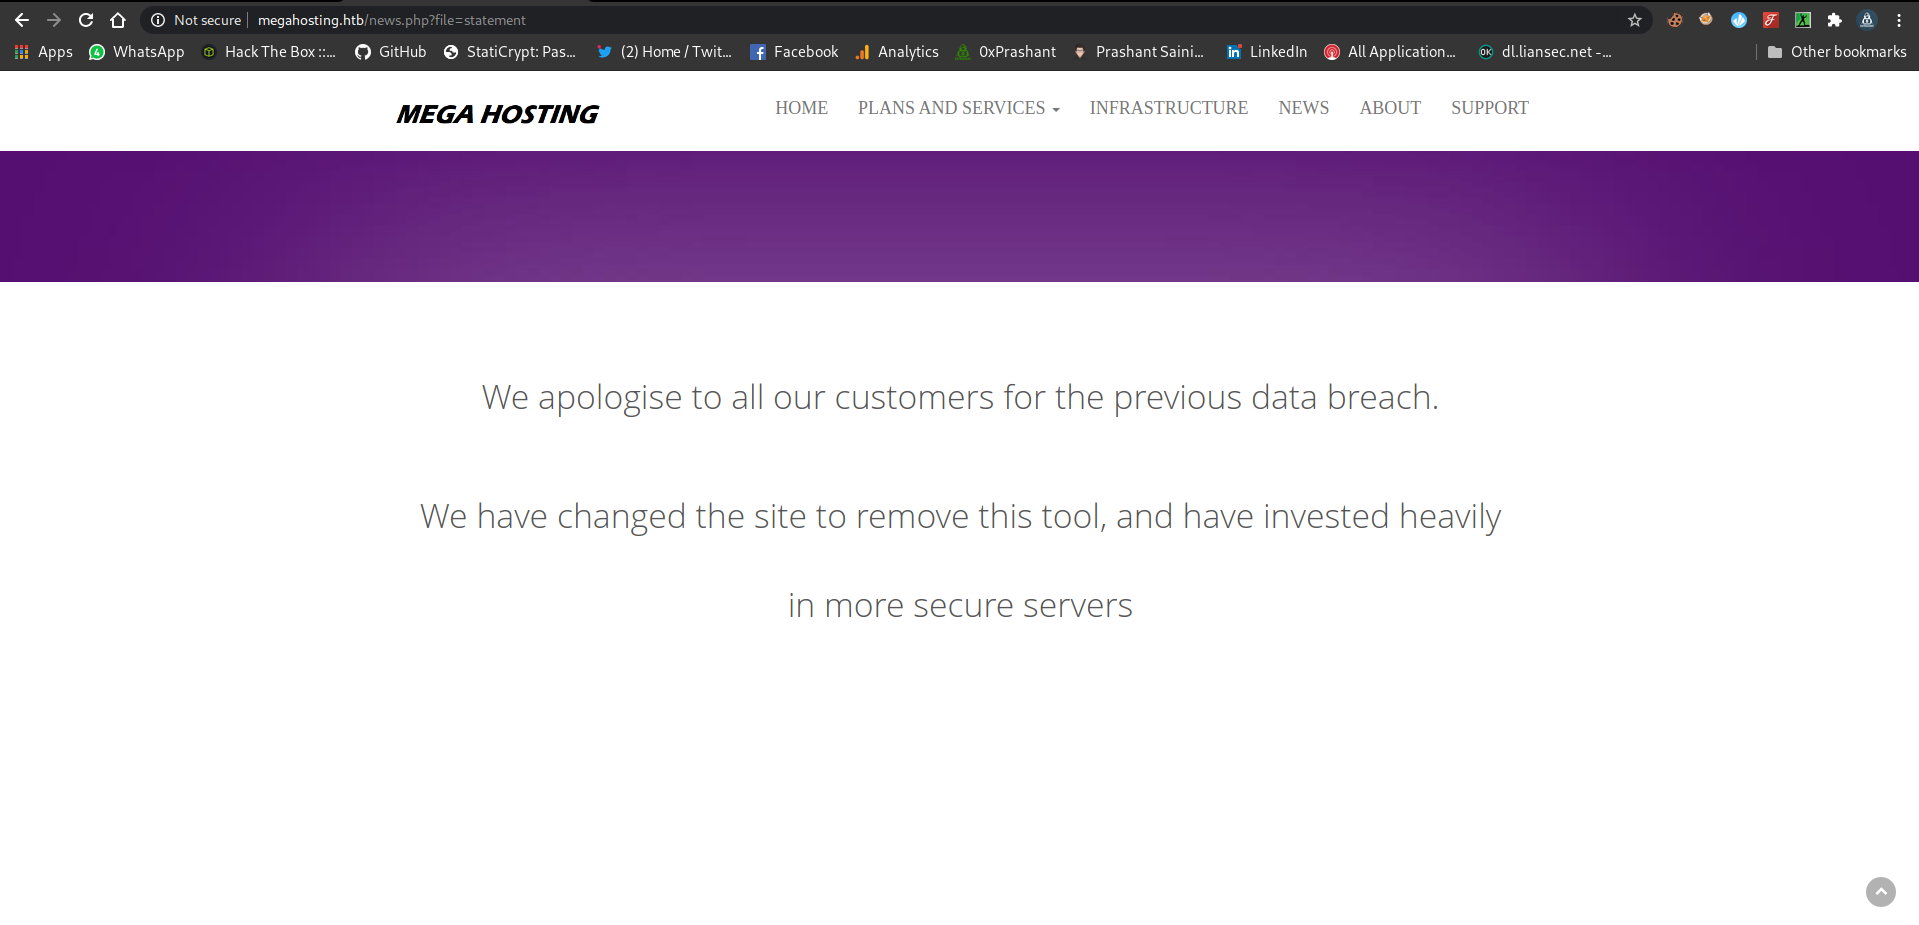 Not secure megahosting.htb/news.php?file=statement
Apps WhatsApp Hack The Box ::... GitHub StatiCrypt: Pas... (2) Home / Twit... Facebook Analytics 0xPrashant Prashant Saini... LinkedIn All Application... dl.liansec.net -... Other bookmarks
MEGA HOSTING HOME PLANS AND SERVICES INFRASTRUCTURE NEWS ABOUT SUPPORT
We apologise to all our customers for the previous data breach.
We have changed the site to remove this tool, and have invested heavily
in more secure servers